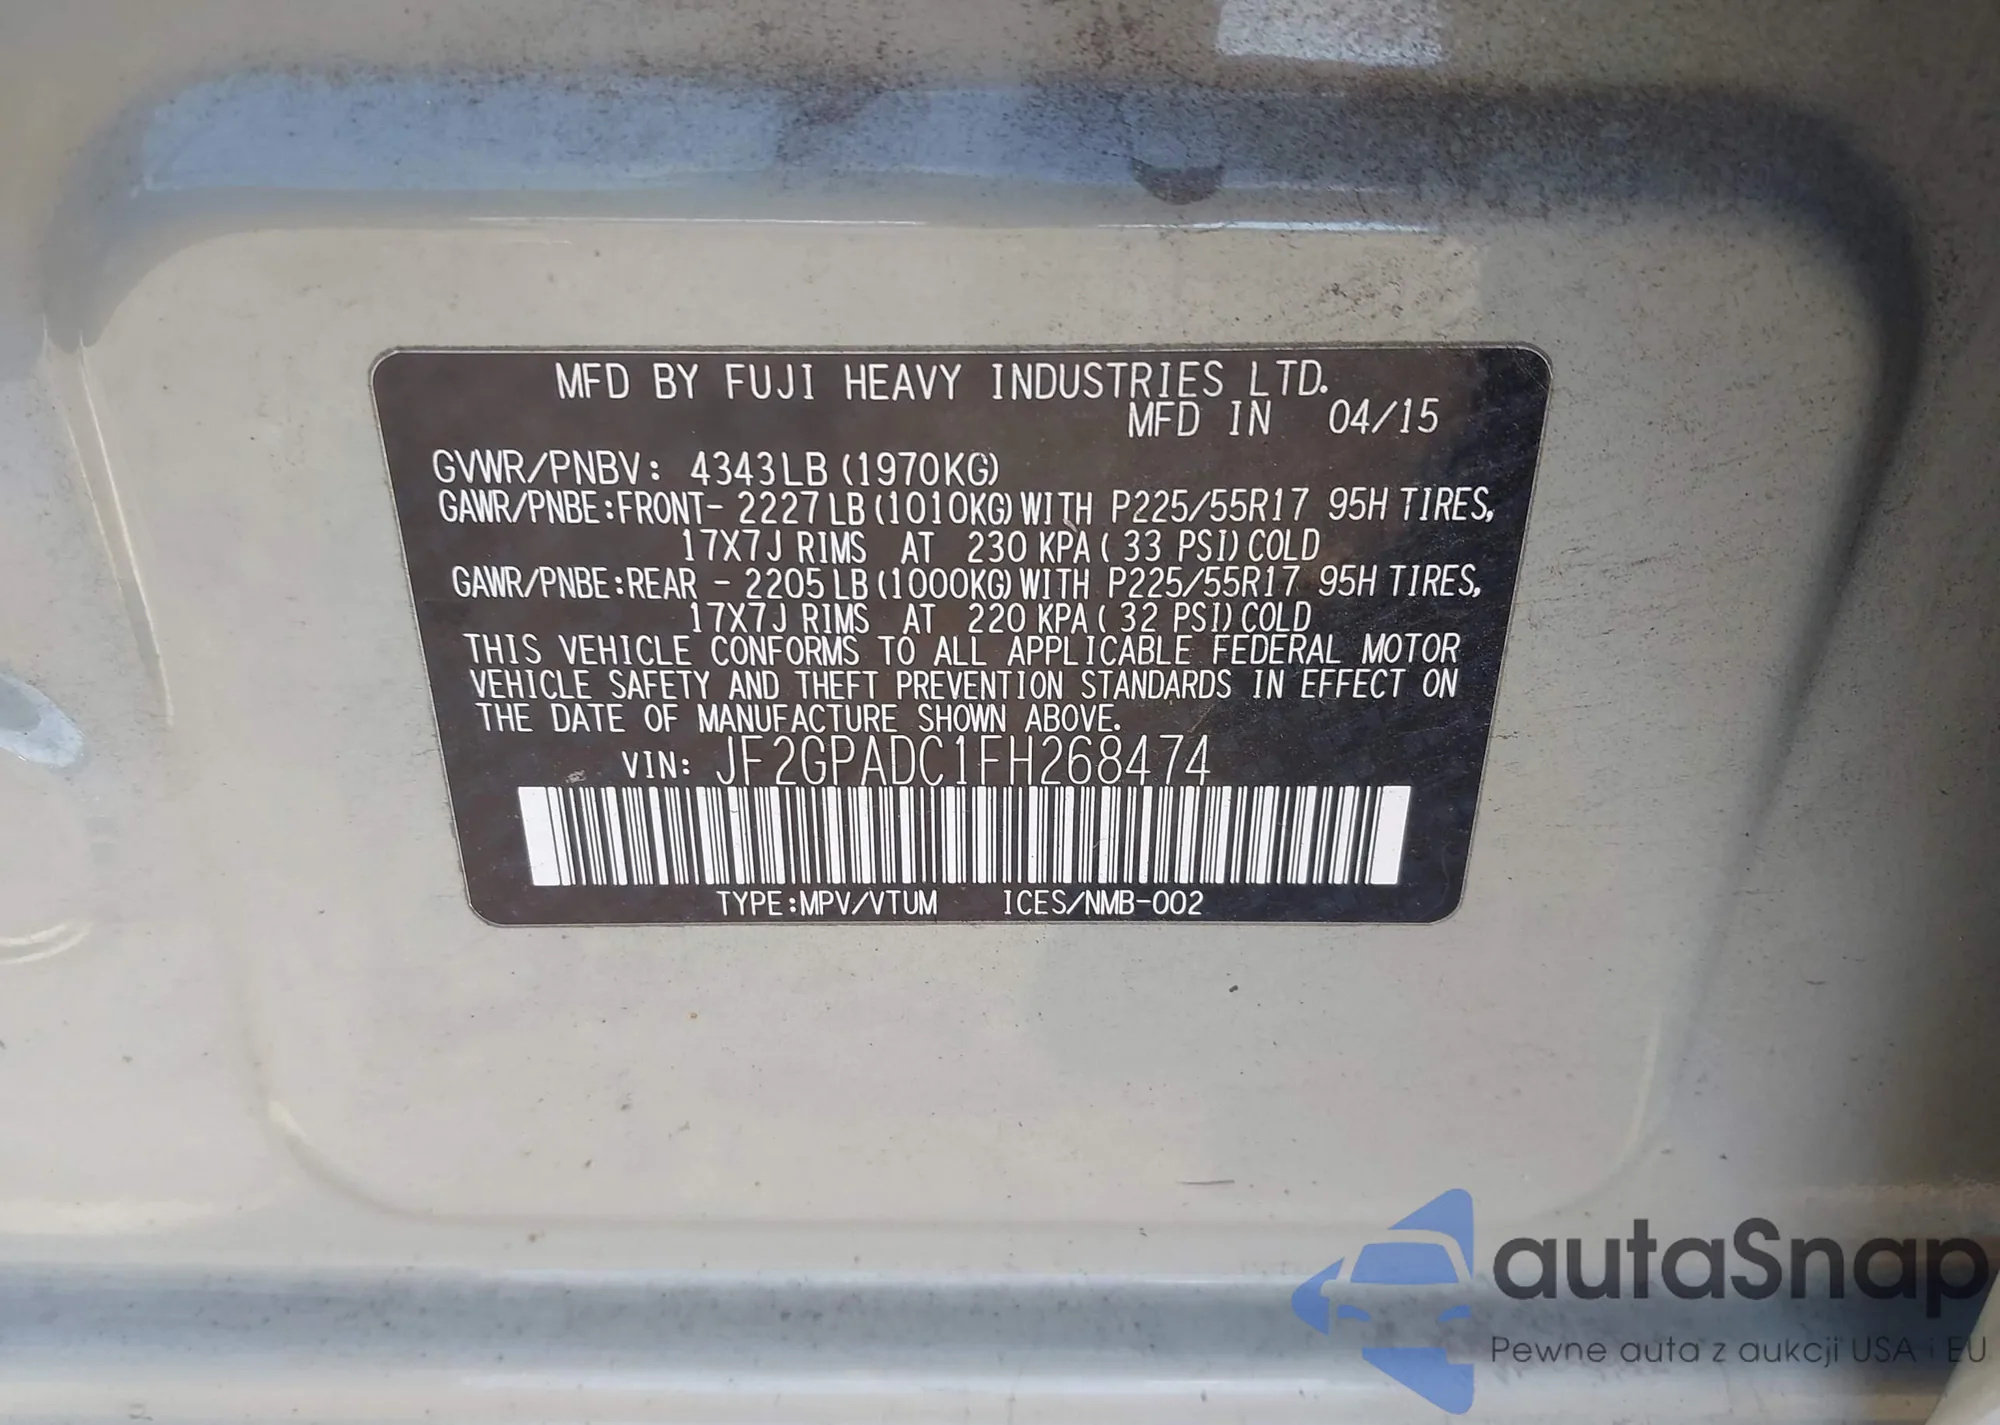 MFD BY FUJI HEAVY INDUSTRIES LTD.
MFD IN 04/15
GVWR/PNBV: 4343LB (1970KG)
GAWR/PNBE:FRONT- 2227LB (1010KG) WITH P225/55R17 95H TIRES,
17X7J RIMS AT 230 KPA ( 33 PSI) COLD
GAWR/PNBE:REAR - 2205LB (1000KG) WITH P225/55R17 95H TIRES,
17X7J RIMS AT 220 KPA ( 32 PSI) COLD
THIS VEHICLE CONFORMS TO ALL APPLICABLE FEDERAL MOTOR
VEHICLE SAFETY AND THEFT PREVENTION STANDARDS IN EFFECT ON
THE DATE OF MANUFACTURE SHOWN ABOVE.
VIN: JF2GPADC1FH268474
TYPE:MPV/VTUM ICES/NMB-002
autaSnap
Pewne auta z aukcji USA i EU